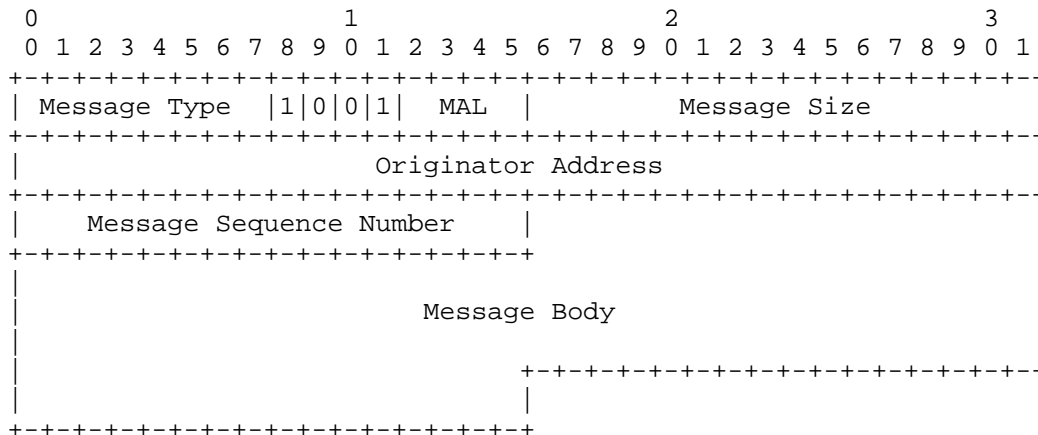 0 1 2 3
0 1 2 3 4 5 6 7 8 9 0 1 2 3 4 5 6 7 8 9 0 1 2 3 4 5 6 7 8 9 0 1
+-+-+-+-+-+-+-+-+-+-+-+-+-+-+-+-+-+-+-+-+-+-+-+-+-+-+-+-+-+-+-+--
| Message Type |1|0|0|1| MAL | Message Size
+-+-+-+-+-+-+-+-+-+-+-+-+-+-+-+-+-+-+-+-+-+-+-+-+-+-+-+-+-+-+-+--
| Originator Address
+-+-+-+-+-+-+-+-+-+-+-+-+-+-+-+-+-+-+-+-+-+-+-+-+-+-+-+-+-+-+-+--
| Message Sequence Number |
+-+-+-+-+-+-+-+-+-+-+-+-+-+-+-+-+
|
| Message Body
|
| +-+-+-+-+-+-+-+-+-+-+-+-+-+-+-+--
| |
+-+-+-+-+-+-+-+-+-+-+-+-+-+-+-+-+